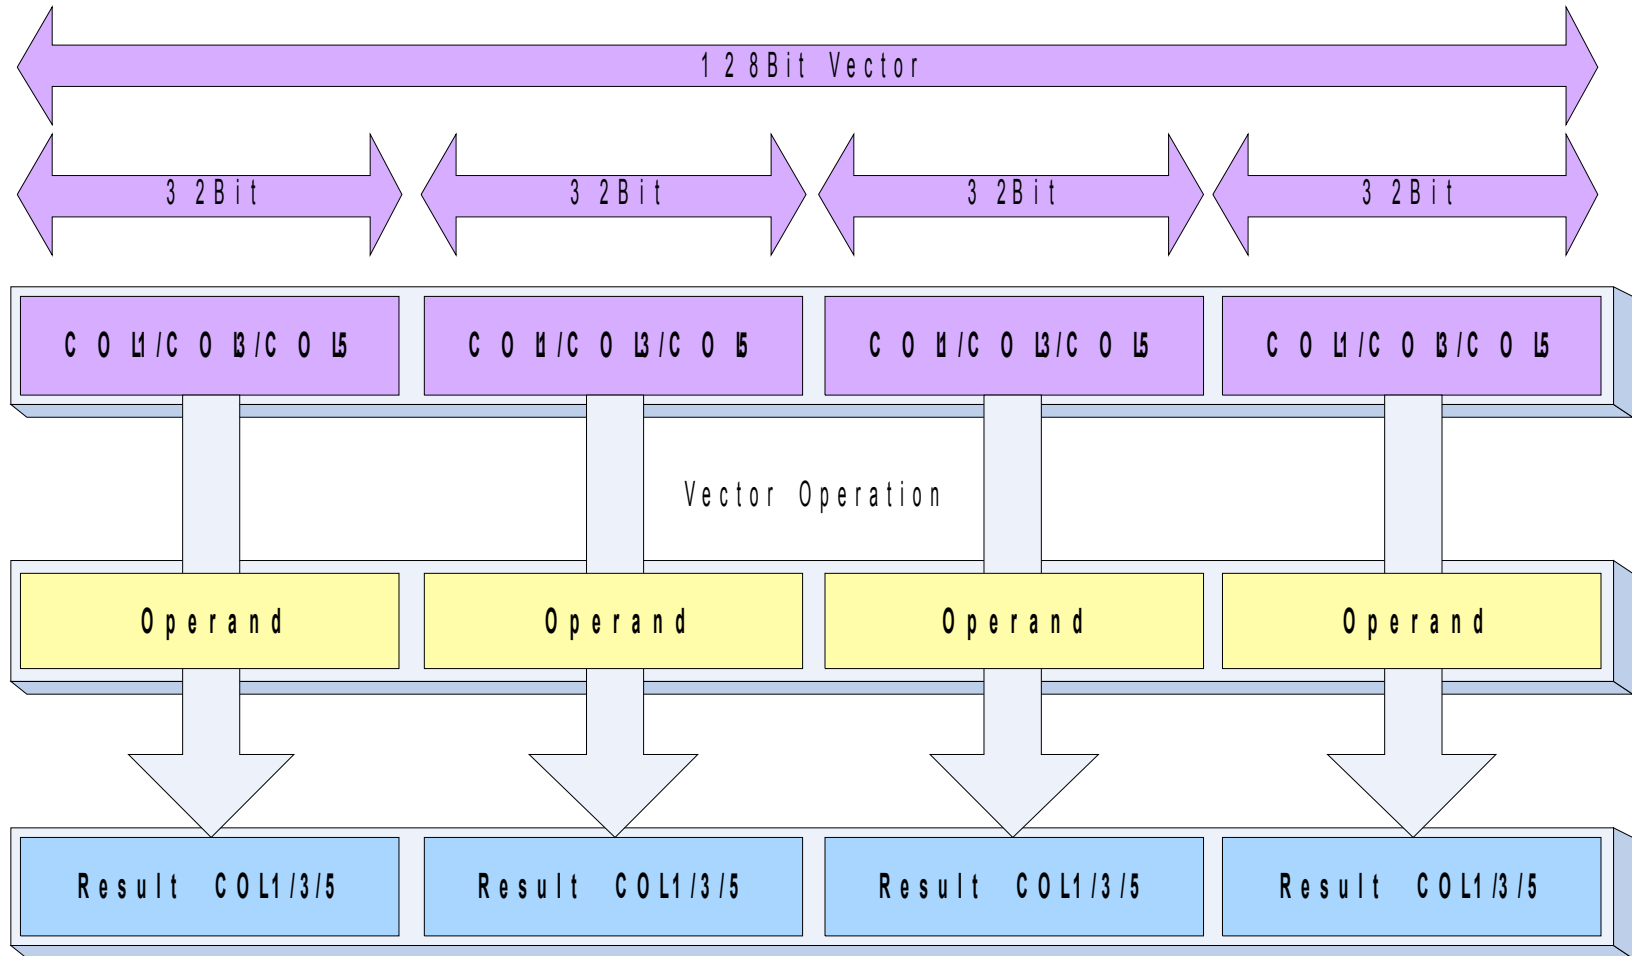 128Bit Vector
32Bit 32Bit 32Bit 32Bit
COL1/COL3/COL5 COL1/COL3/COL5 COL1/COL3/COL5 COL1/COL3/COL5
Vector Operation
Operand Operand Operand Operand
Result COL1/3/5 Result COL1/3/5 Result COL1/3/5 Result COL1/3/5